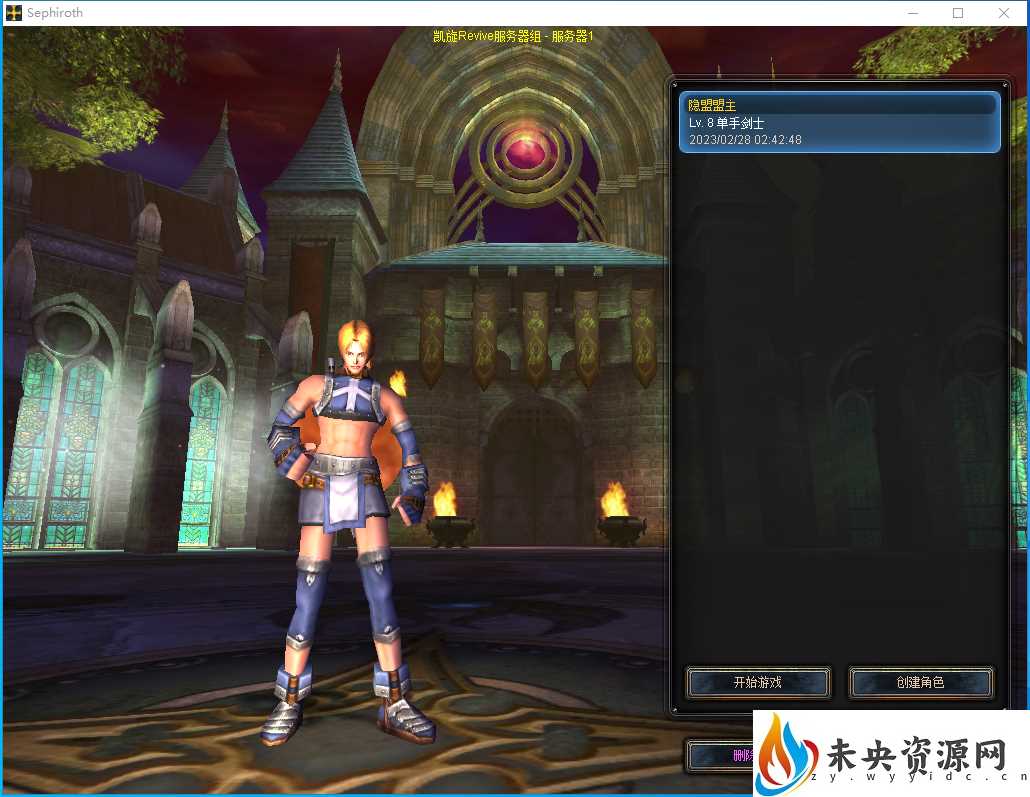 Sephiroth
凯旋Revive服务器组 - 服务器1
隐盟盟主
Lv. 8 单手剑士
2023/02/28 02:42:48
开始游戏
创建角色
删除
未央资源网
zy.wyyidc.cn